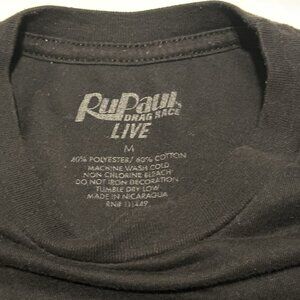 RuPaul's
DRAG RACE
LIVE
M
40% POLYESTER/ 60% COTTON
MACHINE WASH COLD
NON CHLORINE BLEACH
DO NOT IRON DECORATION
TUMBLE DRY LOW
MADE IN NICARAGUA
RN#